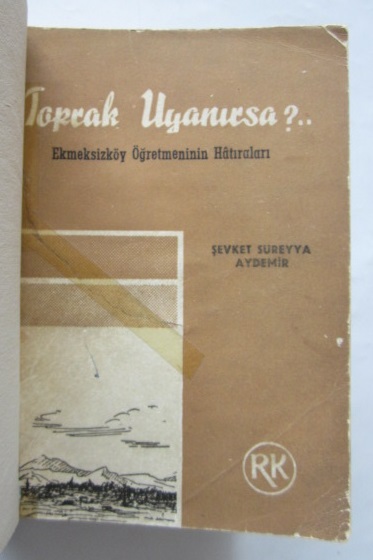 Toprak Uyanırsa?..
Ekmeksizköy Öğretmeninin Hâtıraları
ŞEVKET SÜREYYA
AYDEMİR
RK